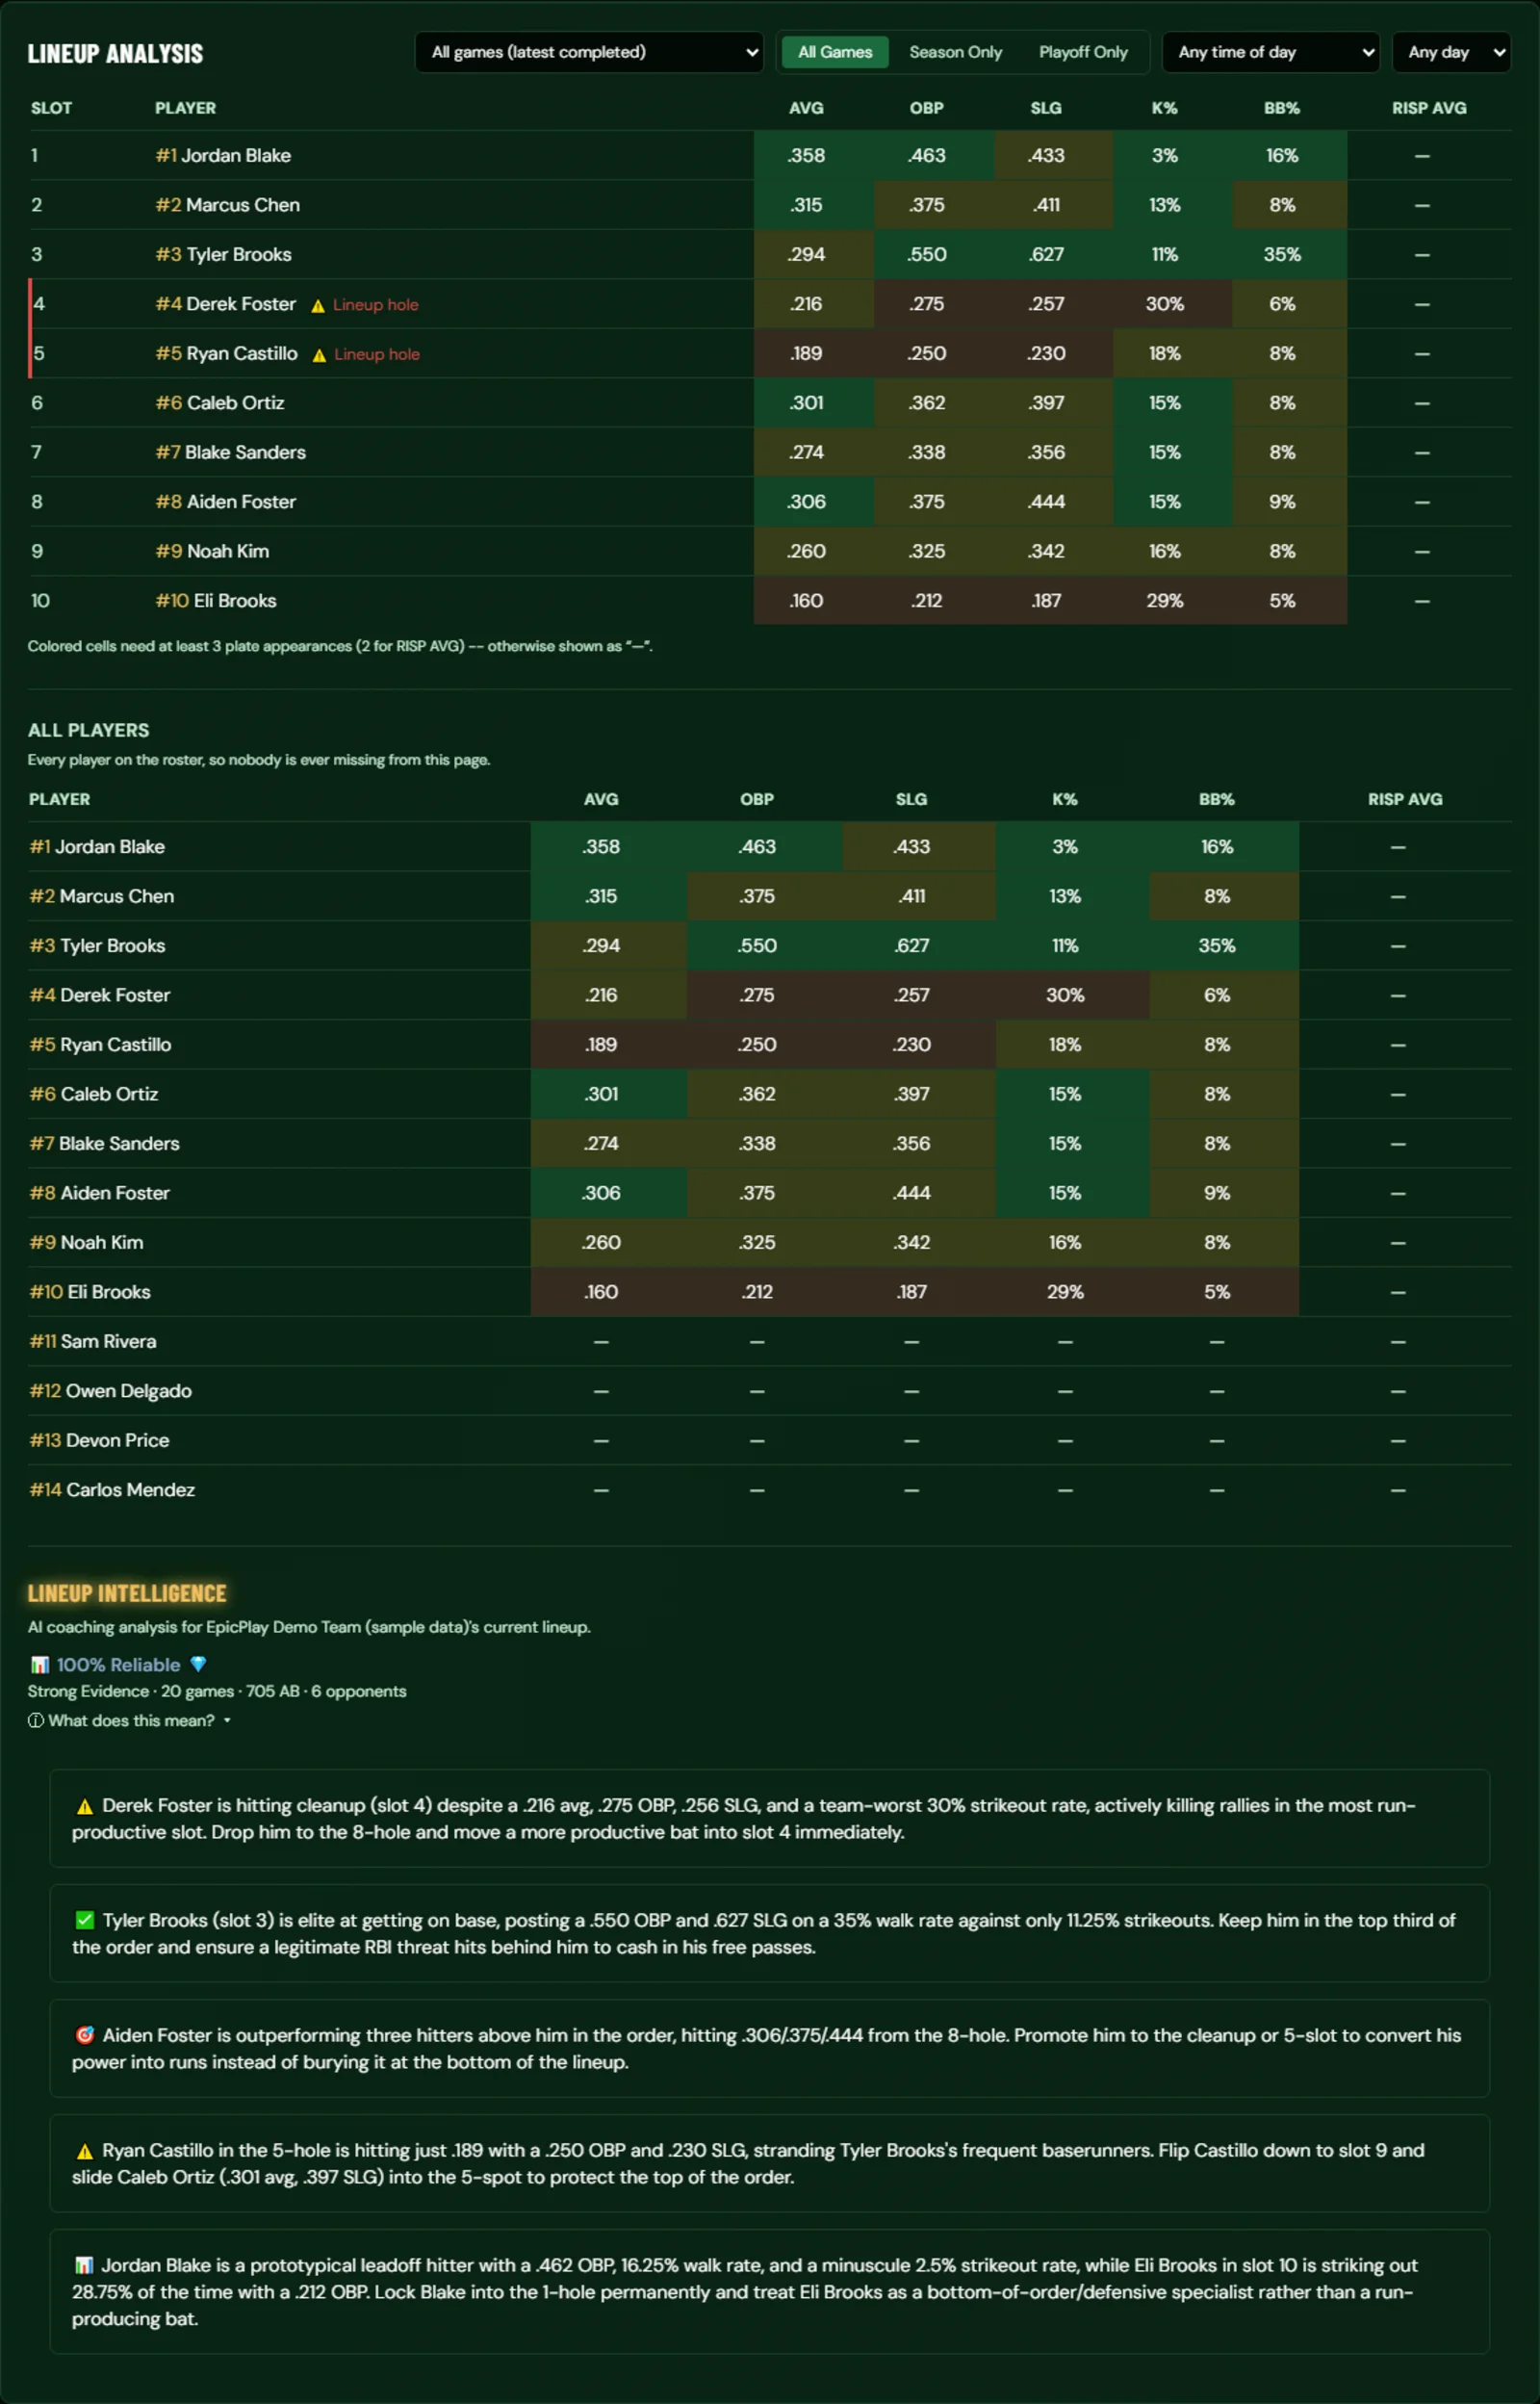 LINEUP ANALYSIS All games (latest completed) All Games Season Only Playoff Only Any time of day Any day
SLOT PLAYER AVG OBP SLG K% BB% RISP AVG
1 #1 Jordan Blake .358 .463 .433 3% 16% —
2 #2 Marcus Chen .315 .375 .411 13% 8% —
3 #3 Tyler Brooks .294 .550 .627 11% 35% —
4 #4 Derek Foster ⚠️ Lineup hole .216 .275 .257 30% 6% —
5 #5 Ryan Castillo ⚠️ Lineup hole .189 .250 .230 18% 8% —
6 #6 Caleb Ortiz .301 .362 .397 15% 8% —
7 #7 Blake Sanders .274 .338 .356 15% 8% —
8 #8 Aiden Foster .306 .375 .444 15% 9% —
9 #9 Noah Kim .260 .325 .342 16% 8% —
10 #10 Eli Brooks .160 .212 .187 29% 5% —
Colored cells need at least 3 plate appearances (2 for RISP AVG) -- otherwise shown as “—”.
ALL PLAYERS
Every player on the roster, so nobody is ever missing from this page.
PLAYER AVG OBP SLG K% BB% RISP AVG
#1 Jordan Blake .358 .463 .433 3% 16% —
#2 Marcus Chen .315 .375 .411 13% 8% —
#3 Tyler Brooks .294 .550 .627 11% 35% —
#4 Derek Foster .216 .275 .257 30% 6% —
#5 Ryan Castillo .189 .250 .230 18% 8% —
#6 Caleb Ortiz .301 .362 .397 15% 8% —
#7 Blake Sanders .274 .338 .356 15% 8% —
#8 Aiden Foster .306 .375 .444 15% 9% —
#9 Noah Kim .260 .325 .342 16% 8% —
#10 Eli Brooks .160 .212 .187 29% 5% —
#11 Sam Rivera — — — — — —
#12 Owen Delgado — — — — — —
#13 Devon Price — — — — — —
#14 Carlos Mendez — — — — — —
LINEUP INTELLIGENCE
AI coaching analysis for EpicPlay Demo Team (sample data)'s current lineup.
📊 100% Reliable 💎
Strong Evidence · 20 games · 705 AB · 6 opponents
ⓘ What does this mean? ▾
⚠️ Derek Foster is hitting cleanup (slot 4) despite a .216 avg, .275 OBP, .256 SLG, and a team-worst 30% strikeout rate, actively killing rallies in the most run-
productive slot. Drop him to the 8-hole and move a more productive bat into slot 4 immediately.
✅ Tyler Brooks (slot 3) is elite at getting on base, posting a .550 OBP and .627 SLG on a 35% walk rate against only 11.25% strikeouts. Keep him in the top third of
the order and ensure a legitimate RBI threat hits behind him to cash in his free passes.
🎯 Aiden Foster is outperforming three hitters above him in the order, hitting .306/.375/.444 from the 8-hole. Promote him to the cleanup or 5-slot to convert his
power into runs instead of burying it at the bottom of the lineup.
⚠️ Ryan Castillo in the 5-hole is hitting just .189 with a .250 OBP and .230 SLG, stranding Tyler Brooks's frequent baserunners. Flip Castillo down to slot 9 and
slide Caleb Ortiz (.301 avg, .397 SLG) into the 5-spot to protect the top of the order.
📊 Jordan Blake is a prototypical leadoff hitter with a .462 OBP, 16.25% walk rate, and a minuscule 2.5% strikeout rate, while Eli Brooks in slot 10 is striking out
28.75% of the time with a .212 OBP. Lock Blake into the 1-hole permanently and treat Eli Brooks as a bottom-of-order/defensive specialist rather than a run-
producing bat.